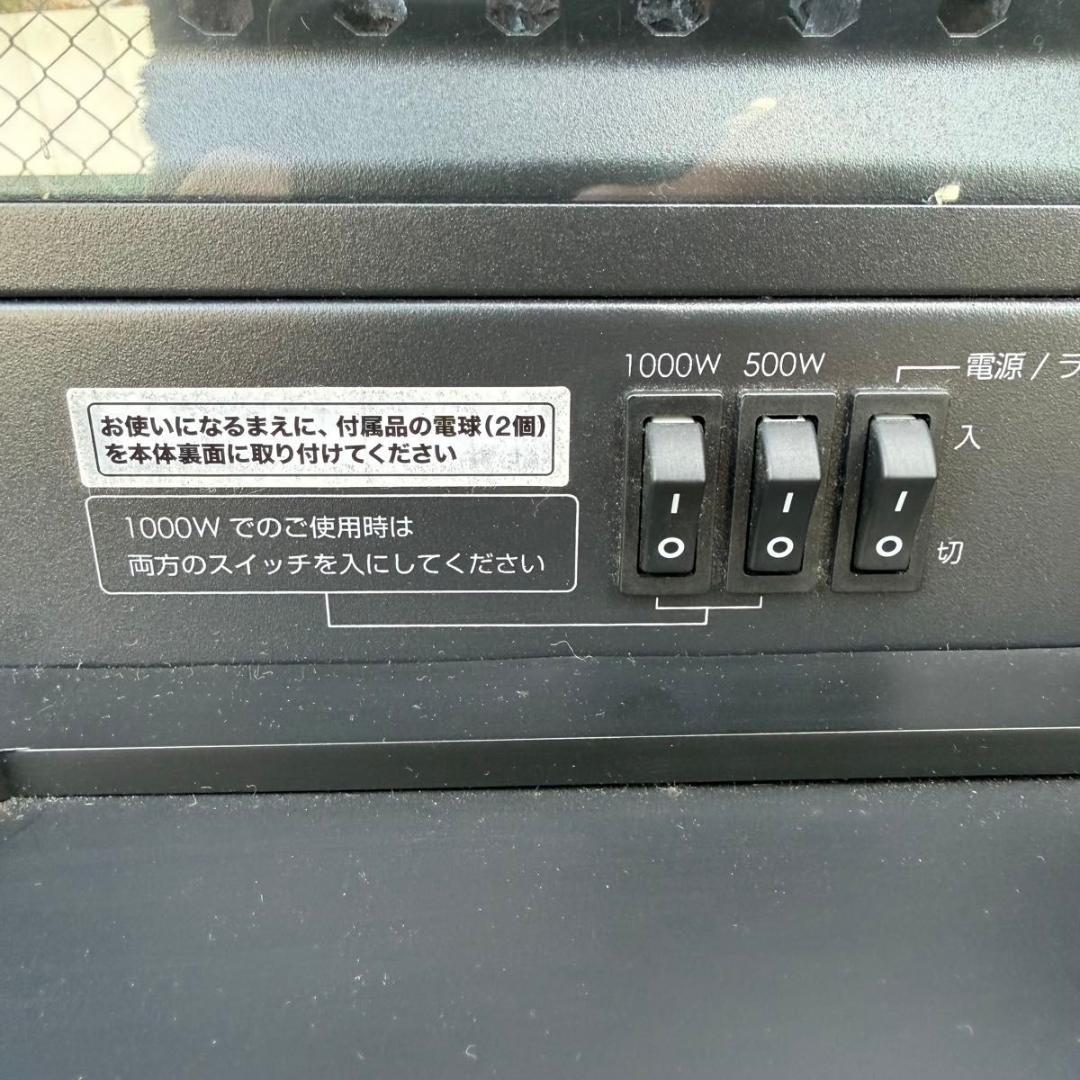 1000W 500W 電源 / ラ
お使いになるまえに、付属品の電球(2個)
を本体裏面に取り付けてください
入
1000W でのご使用時は
両方のスイッチを入にしてください
切